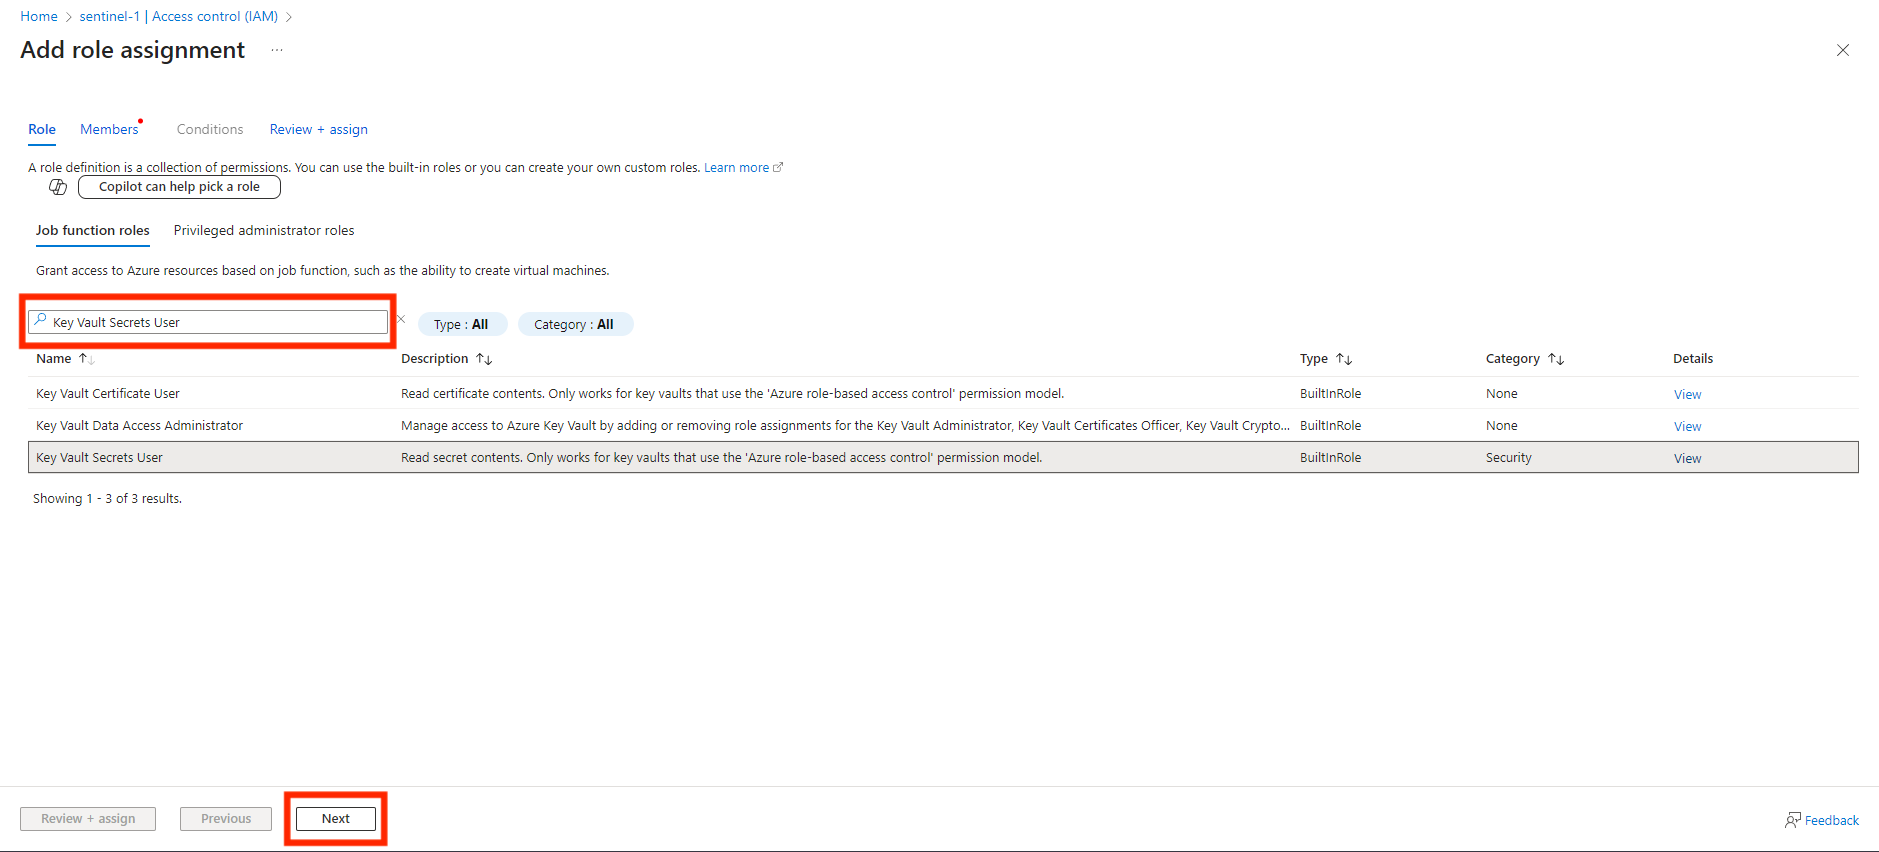 Home > sentinel-1 | Access control (IAM) >
Add role assignment ...
Role Members Conditions Review + assign
A role definition is a collection of permissions. You can use the built-in roles or you can create your own custom roles. Learn more
Copilot can help pick a role
Job function roles Privileged administrator roles
Grant access to Azure resources based on job function, such as the ability to create virtual machines.
Key Vault Secrets User Type : All Category : All
Name Description Type Category Details
Key Vault Certificate User Read certificate contents. Only works for key vaults that use the 'Azure role-based access control' permission model. BuiltInRole None View
Key Vault Data Access Administrator Manage access to Azure Key Vault by adding or removing role assignments for the Key Vault Administrator, Key Vault Certificates Officer, Key Vault Crypto... BuiltInRole None View
Key Vault Secrets User Read secret contents. Only works for key vaults that use the 'Azure role-based access control' permission model. BuiltInRole Security View
Showing 1 - 3 of 3 results.
Review + assign Previous Next Feedback